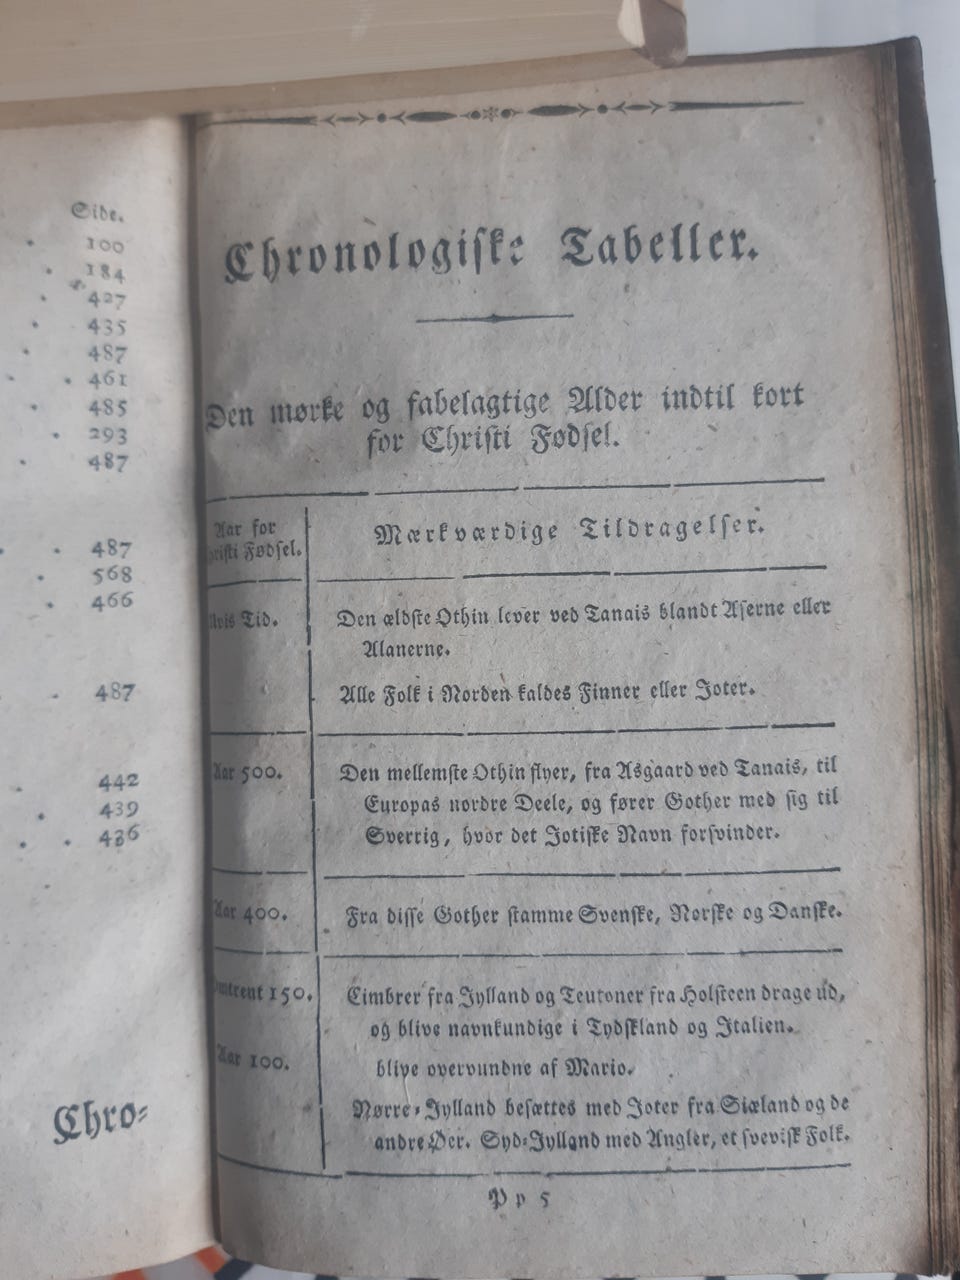 Side.
100
184
427
435
487
461
485
293
487
487
568
466
487
442
439
436
Chro-
Chronologiske Tabeller.
Den mørke og fabelagtige Alder indtil kort
for Christi Fødsel.
Aar for
Fødsel.
Mærkværdige Tildragelser.
Tid.
Den ældste Othin lever ved Tanais blandt Aserne eller
Alanerne.
Alle Folk i Norden kaldes Finner eller Joter.
Aar 500.
Den mellemste Othin flyer, fra Asgaard ved Tanais, til
Europas nordre Deele, og fører Gother med sig til
Sverrig, hvor det Jotiske Navn forsvinder.
Aar 400.
Fra disse Gother stamme Svenske, Norske og Danske.
150.
Cimbrer fra Jylland og Teutoner fra Holsteen drage ud,
og blive navnkundige i Tydskland og Italien.
Aar 100.
blive overvundne af Mario.
Nørre-Jylland besættes med Joter fra Siæland og de
andre Øer. Syd-Jylland med Angler, et svevisk Folk.
Pp 5